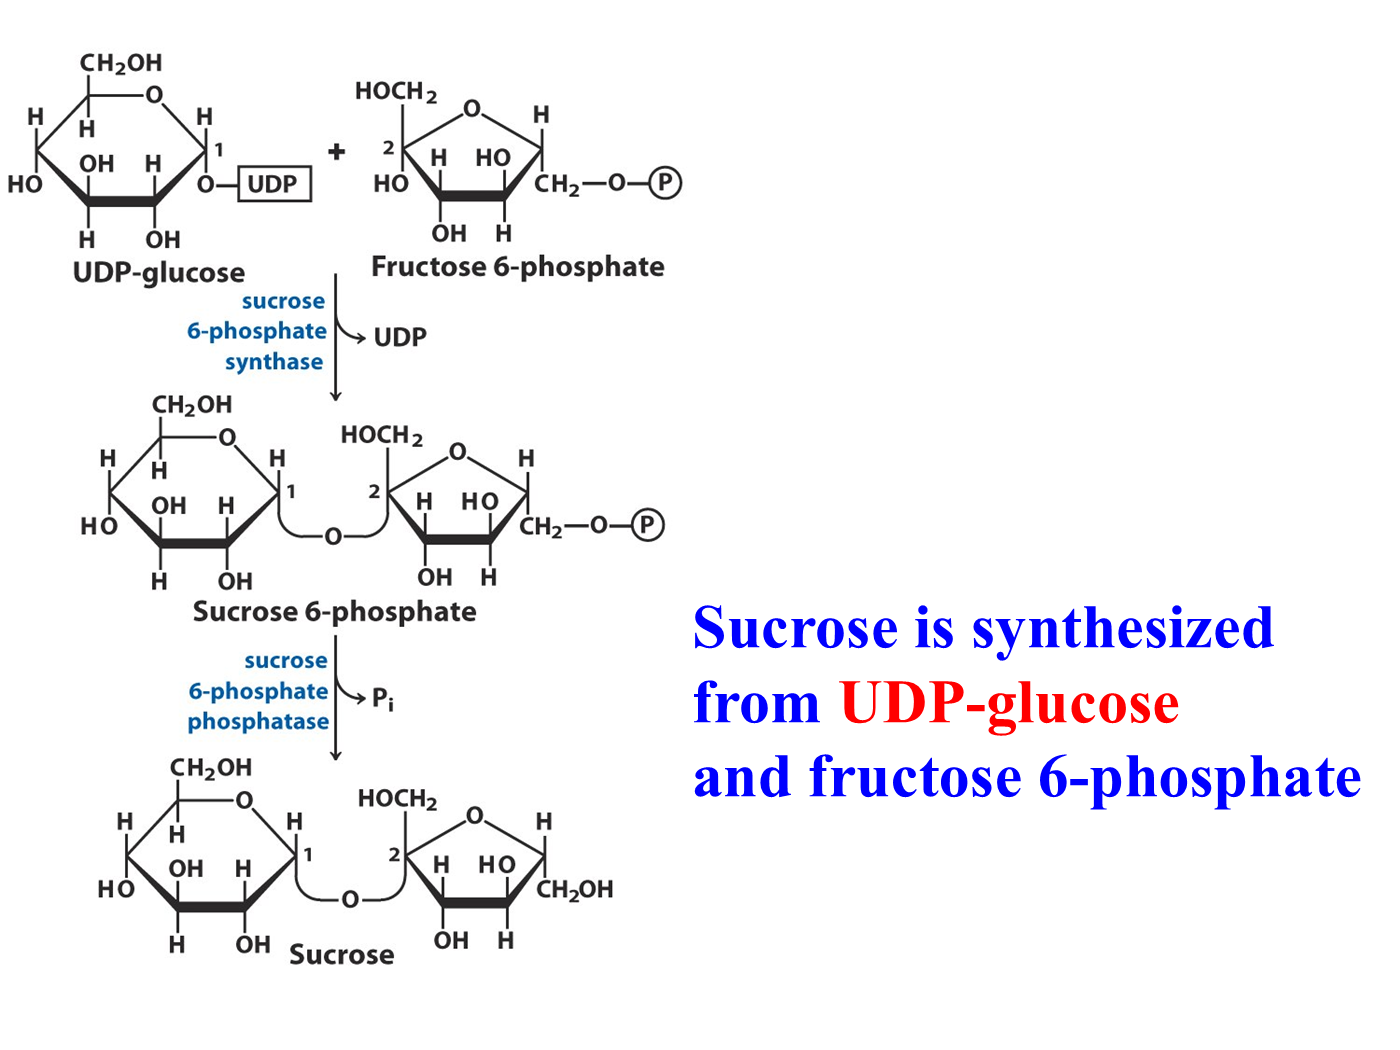 CH₂OH
O
H
H
H
1
OH
H
HO
O
UDP
H
OH
UDP-glucose
+
HOCH₂
O
H
2
H
HO
HO
CH₂—O—P
OH
H
Fructose 6-phosphate
sucrose
6-phosphate
synthase
UDP
CH₂OH
O
H
H
H
1
OH
H
HO
O
H
OH
HOCH₂
O
H
2
H
HO
CH₂—O—P
OH
H
Sucrose 6-phosphate
sucrose
6-phosphate
phosphatase
Pᵢ
CH₂OH
O
H
H
H
1
OH
H
HO
O
H
OH
HOCH₂
O
H
2
H
HO
CH₂OH
OH
H
Sucrose
Sucrose is synthesized
from UDP-glucose
and fructose 6-phosphate